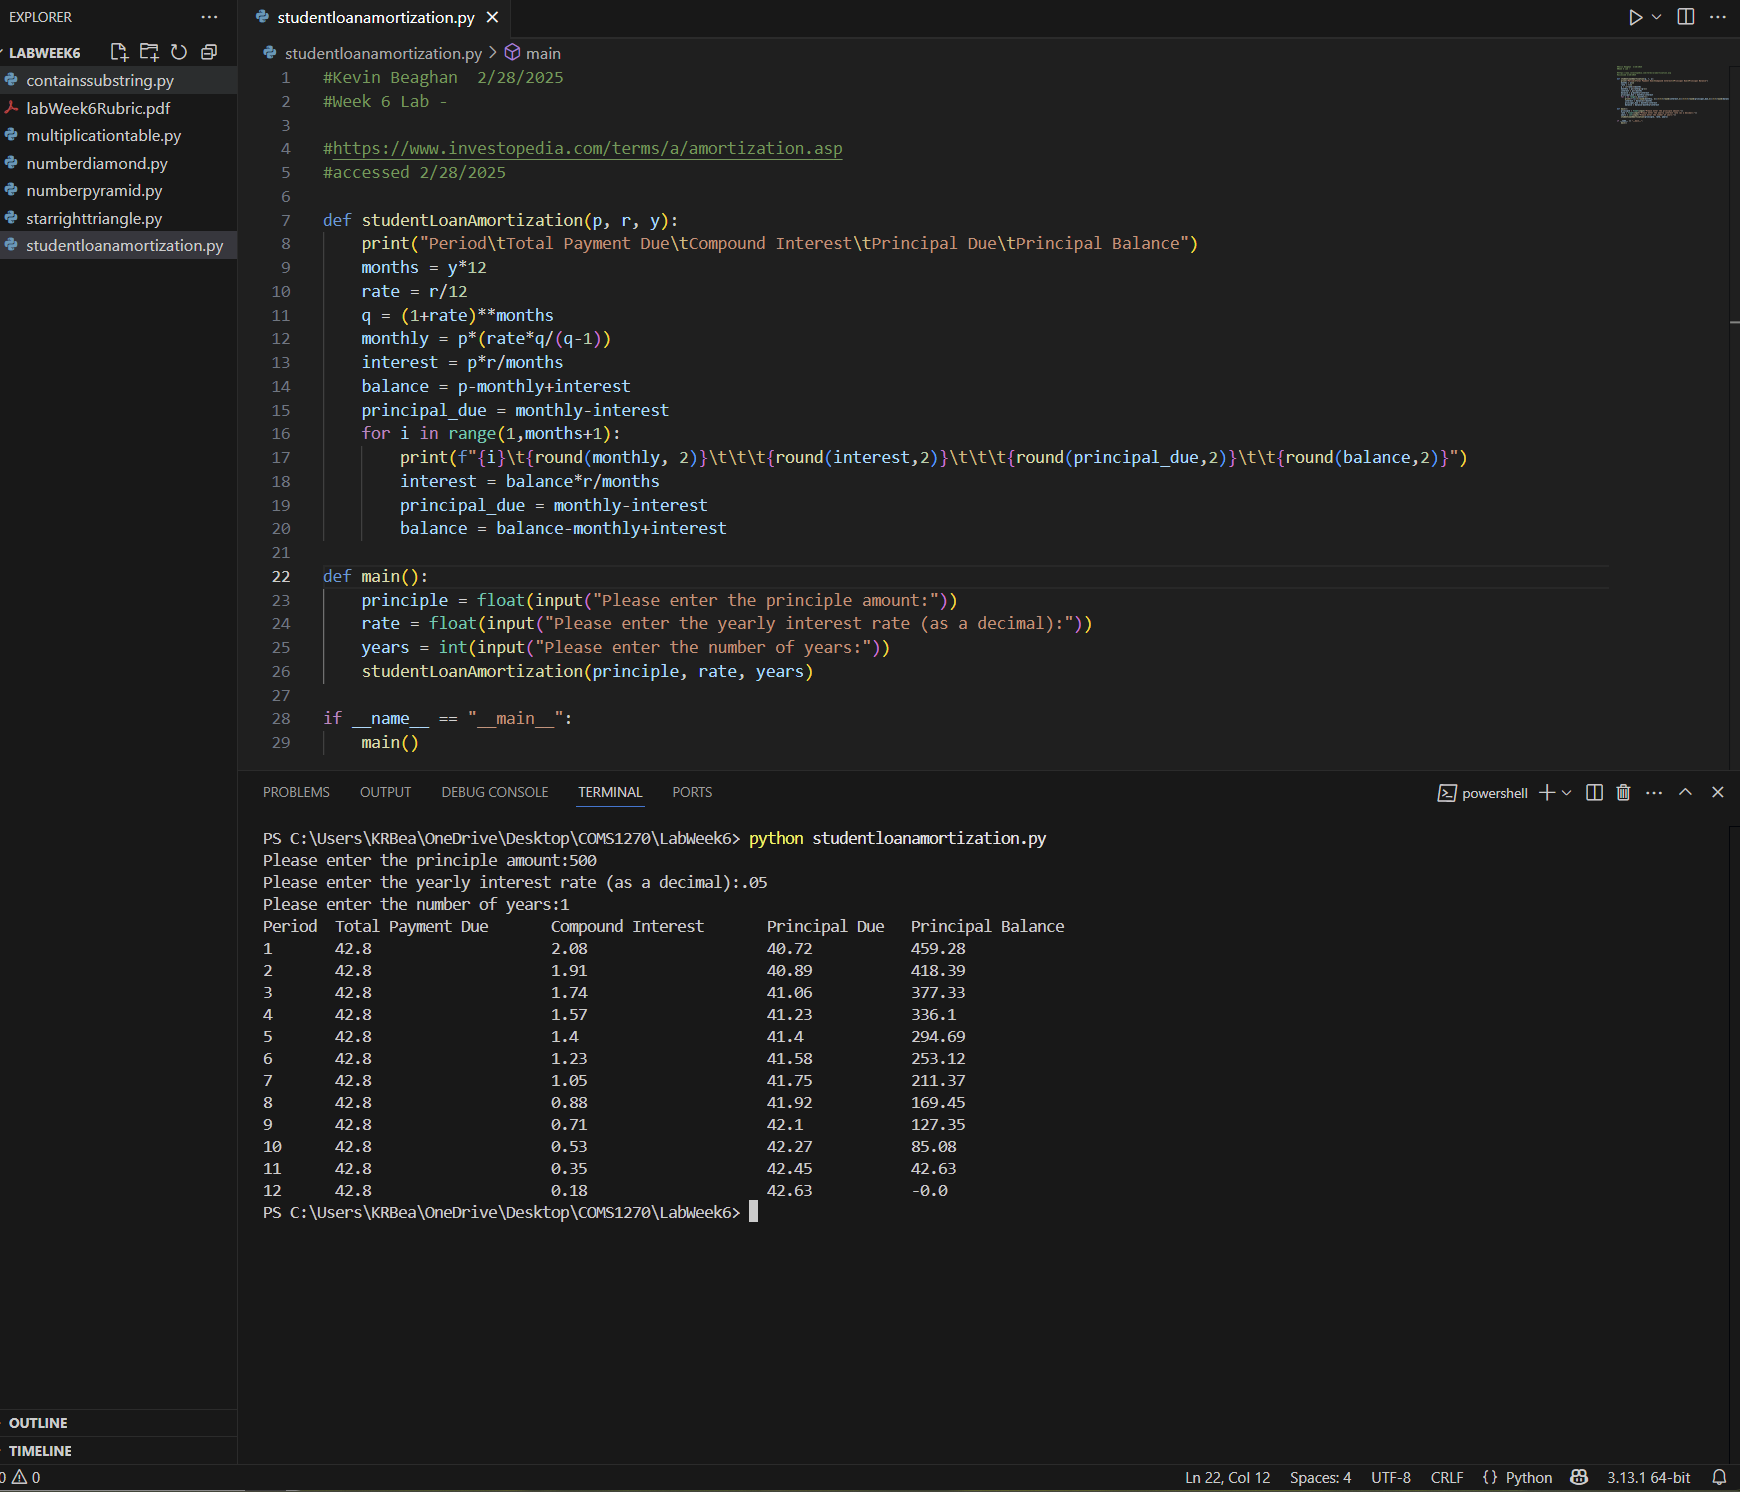 EXPLORER
LABWEEK6
containssubstring.py
labWeek6Rubric.pdf
multiplicationtable.py
numberdiamond.py
numberpyramid.py
starrighttriangle.py
studentloanamortization.py
OUTLINE
TIMELINE
studentloanamortization.py
studentloanamortization.py > main
1 #Kevin Beaghan  2/28/2025
2 #Week 6 Lab -
3
4 #https://www.investopedia.com/terms/a/amortization.asp
5 #accessed 2/28/2025
6
7 def studentLoanAmortization(p, r, y):
8     print("Period\tTotal Payment Due\tCompound Interest\tPrincipal Due\tPrincipal Balance")
9     months = y*12
10     rate = r/12
11     q = (1+rate)**months
12     monthly = p*(rate*q/(q-1))
13     interest = p*r/months
14     balance = p-monthly+interest
15     principal_due = monthly-interest
16     for i in range(1,months+1):
17         print(f"{i}\t{round(monthly, 2)}\t\t\t{round(interest,2)}\t\t\t{round(principal_due,2)}\t\t{round(balance,2)}")
18         interest = balance*r/months
19         principal_due = monthly-interest
20         balance = balance-monthly+interest
21
22 def main():
23     principle = float(input("Please enter the principle amount:"))
24     rate = float(input("Please enter the yearly interest rate (as a decimal):"))
25     years = int(input("Please enter the number of years:"))
26     studentLoanAmortization(principle, rate, years)
27
28 if __name__ == "__main__":
29     main()
PROBLEMS OUTPUT DEBUG CONSOLE TERMINAL PORTS
powershell
PS C:\Users\KRBea\OneDrive\Desktop\COMS1270\LabWeek6> python studentloanamortization.py
Please enter the principle amount:500
Please enter the yearly interest rate (as a decimal):.05
Please enter the number of years:1
Period  Total Payment Due       Compound Interest       Principal Due   Principal Balance
1       42.8                    2.08                    40.72           459.28
2       42.8                    1.91                    40.89           418.39
3       42.8                    1.74                    41.06           377.33
4       42.8                    1.57                    41.23           336.1
5       42.8                    1.4                     41.4            294.69
6       42.8                    1.23                    41.58           253.12
7       42.8                    1.05                    41.75           211.37
8       42.8                    0.88                    41.92           169.45
9       42.8                    0.71                    42.1            127.35
10      42.8                    0.53                    42.27           85.08
11      42.8                    0.35                    42.45           42.63
12      42.8                    0.18                    42.63           -0.0
PS C:\Users\KRBea\OneDrive\Desktop\COMS1270\LabWeek6>
0 0 Ln 22, Col 12 Spaces: 4 UTF-8 CRLF {} Python 3.13.1 64-bit